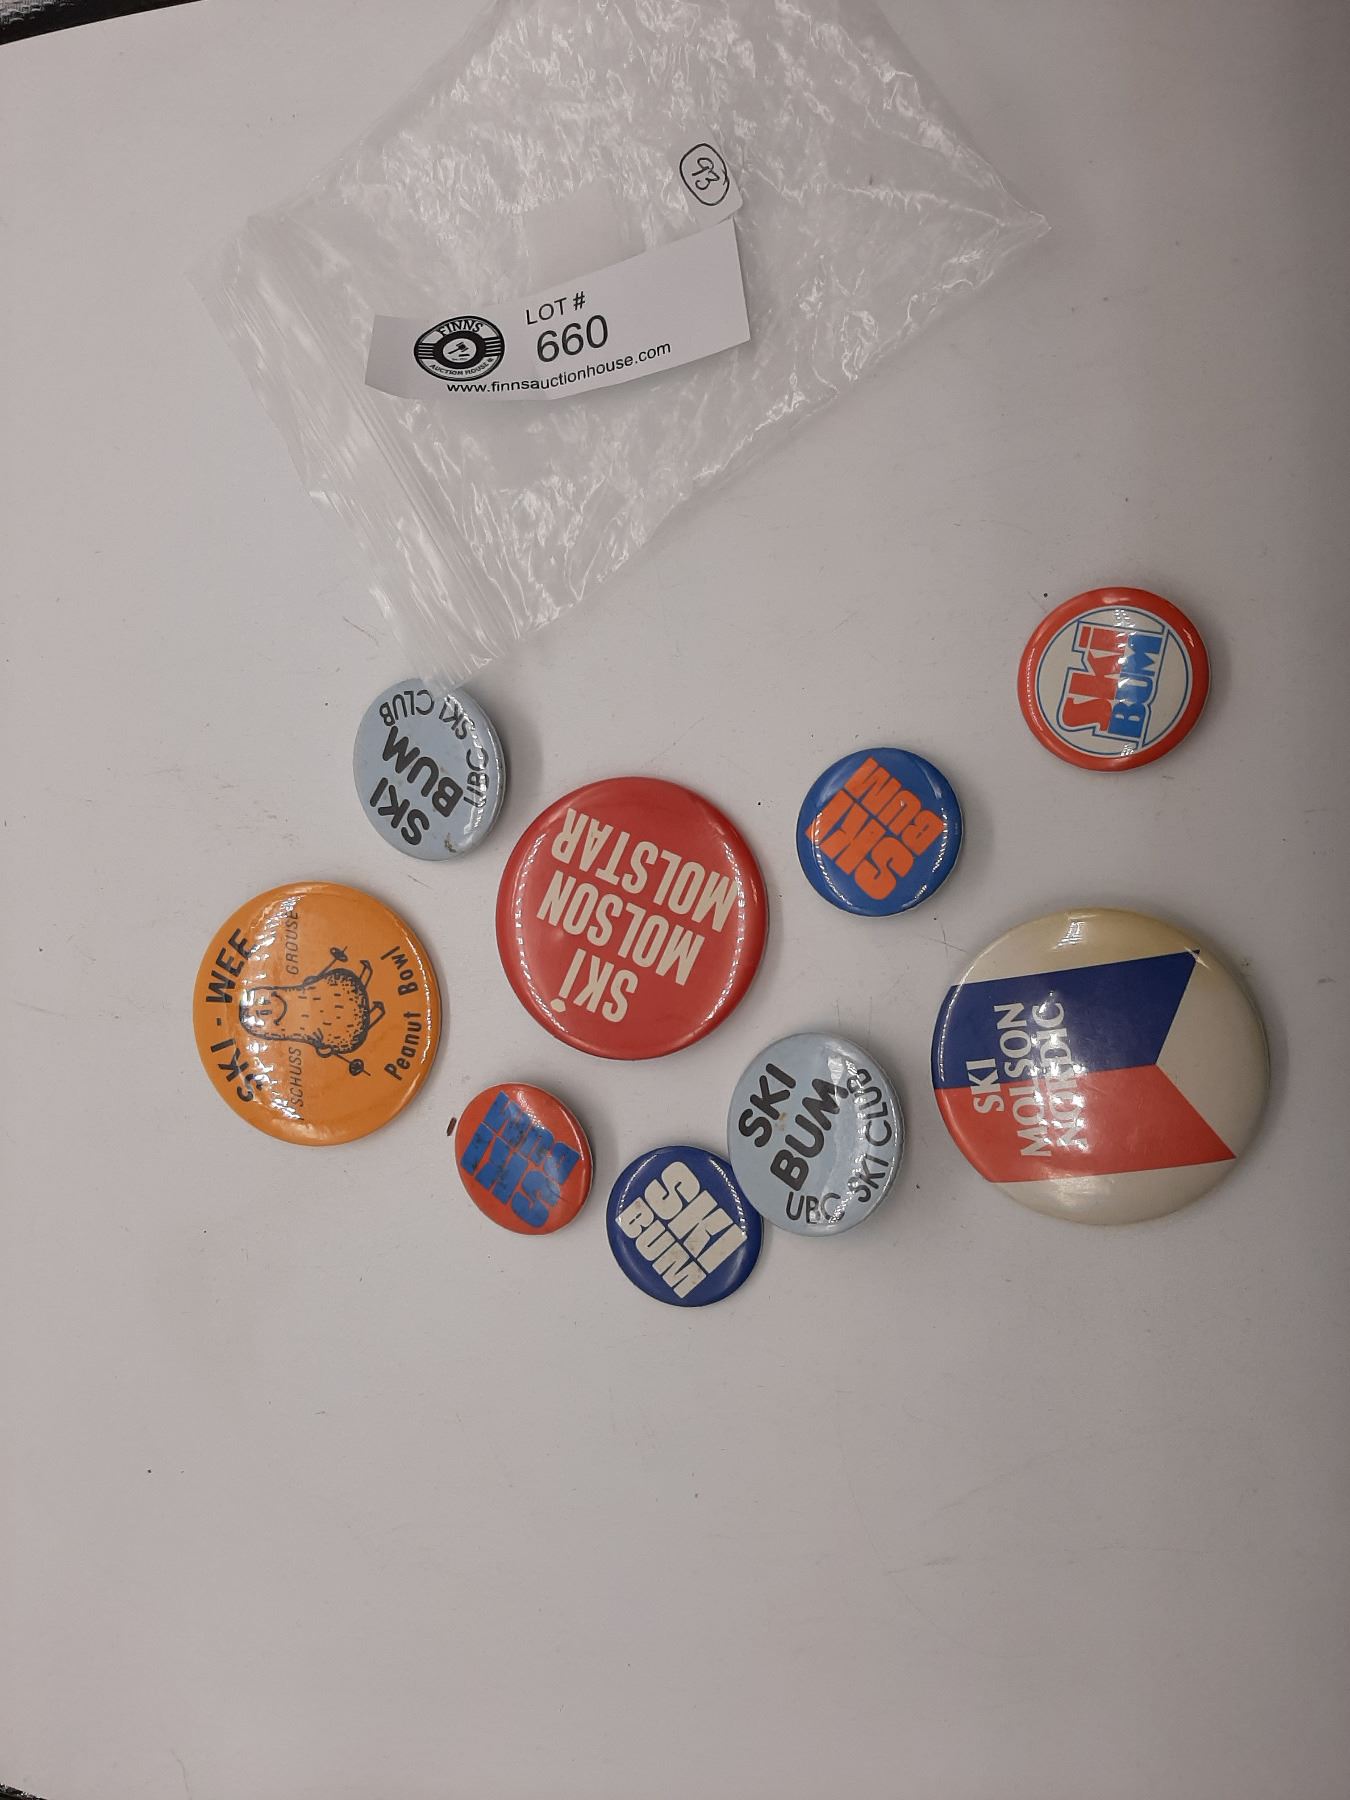 93
FINNS
AUCTION HOUSE
LOT #
660
www.finnsauctionhouse.com
SKI
BUM
UBC SKI CLUB
SKI
BUM
SKI
BUM
SKI
MOLSON
MOLSTAR
SKI - WEE
SCHUSS GROUSE
Peanut Bowl
SKI
BUM
SKI
BUM
SKI
BUM
UBC SKI CLUB
SKI
MOLSON
NORDIC